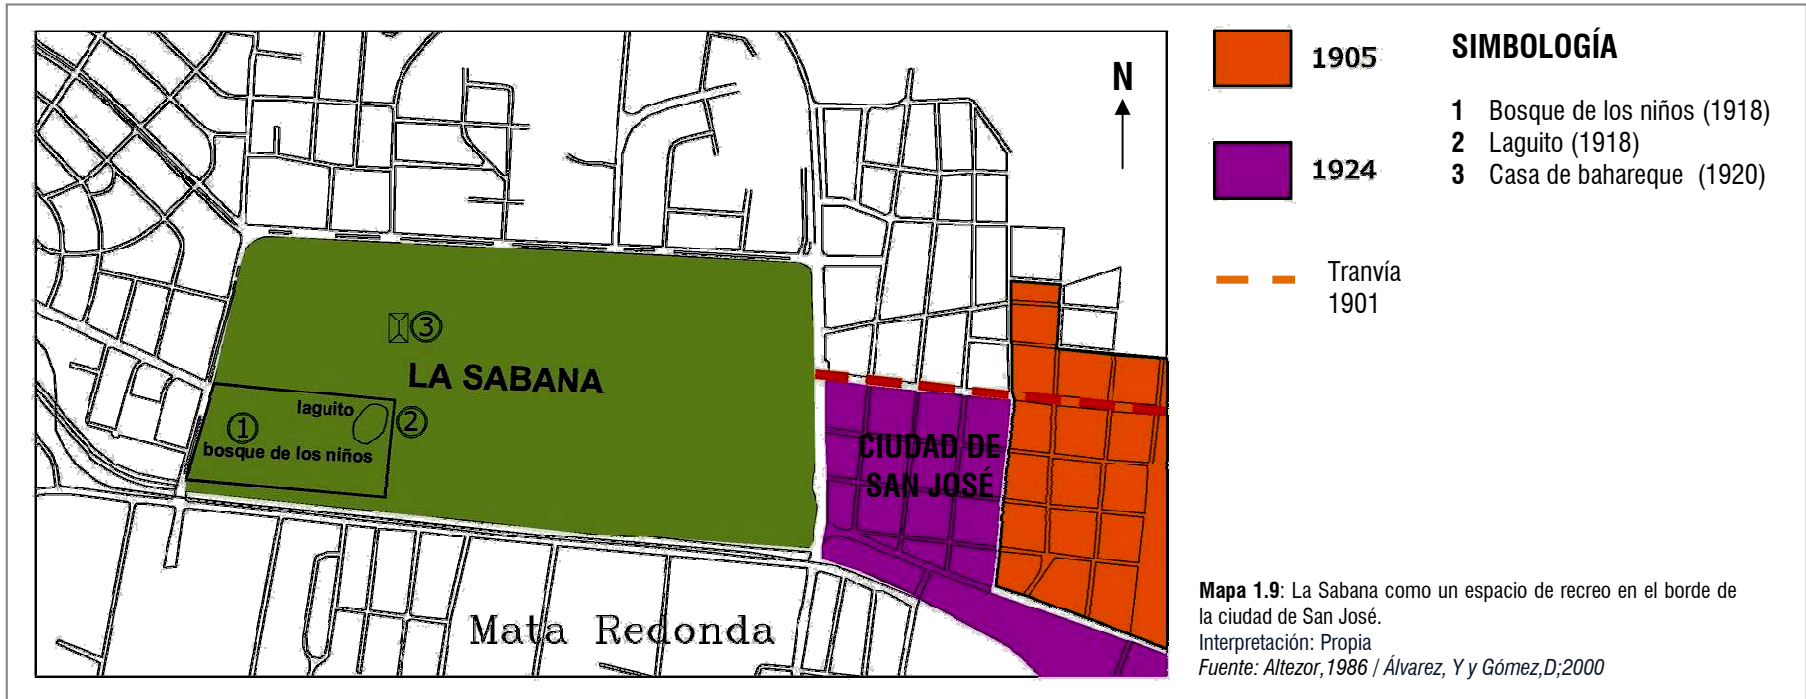 N
3
LA SABANA
laguito
1
2
bosque de los niños
CIUDAD DE
SAN JOSÉ
Mata Redonda
1905
1924
Tranvía
1901
SIMBOLOGÍA
1 Bosque de los niños (1918)
2 Laguito (1918)
3 Casa de bahareque (1920)
Mapa 1.9: La Sabana como un espacio de recreo en el borde de
la ciudad de San José.
Interpretación: Propia
Fuente: Altezor,1986 / Álvarez, Y y Gómez,D;2000